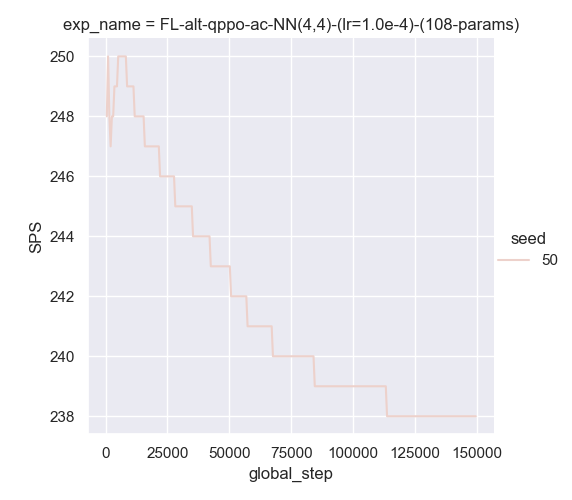 exp_name = FL-alt-qppo-ac-NN(4,4)-(lr=1.0e-4)-(108-params)
250
248
246
244
242
240
238
SPS
0 25000 50000 75000 100000 125000 150000
global_step
seed
50